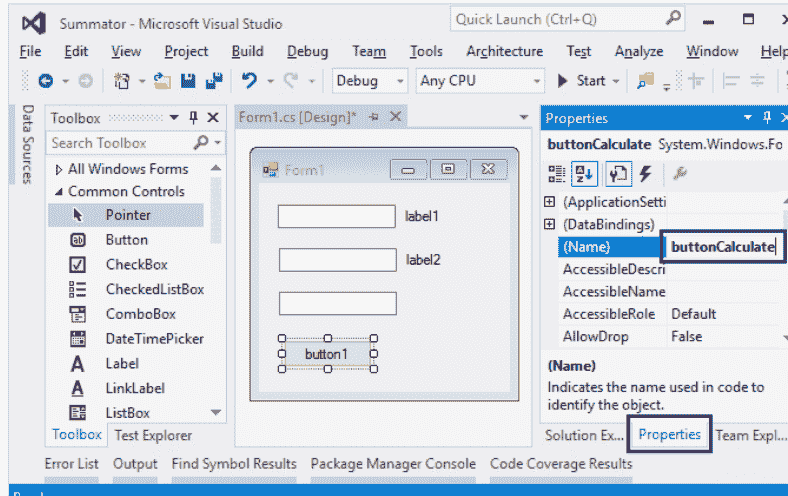 Summator - Microsoft Visual Studio
Quick Launch (Ctrl+Q)
File Edit View Project Build Debug Team Tools Architecture Test Analyze Window Help
Debug Any CPU Start
Data Sources
Toolbox
Search Toolbox
All Windows Forms
Common Controls
Pointer
Button
CheckBox
CheckedListBox
ComboBox
DateTimePicker
Label
LinkLabel
ListBox
Toolbox Test Explorer
Form1.cs [Design]*
Form1
label1
label2
button1
Properties
buttonCalculate System.Windows.Fo
(ApplicationSetti
(DataBindings)
(Name) buttonCalculate
AccessibleDescri
AccessibleName
AccessibleRole Default
AllowDrop False
(Name)
Indicates the name used in code to
identify the object.
Solution Ex... Properties Team Expl...
Error List Output Find Symbol Results Package Manager Console Code Coverage Results